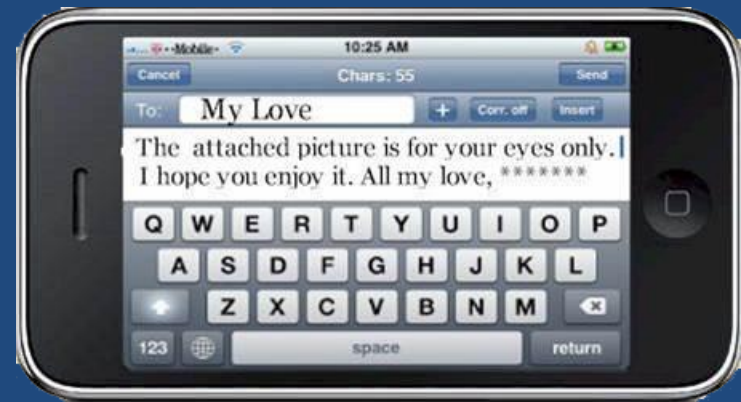 -Mobile- 10:25 AM
Cancel Chars: 55 Send
To: My Love + Corr. off Insert
The attached picture is for your eyes only.
I hope you enjoy it. All my love, *******
Q W E R T Y U I O P
A S D F G H J K L
Z X C V B N M
123 space return